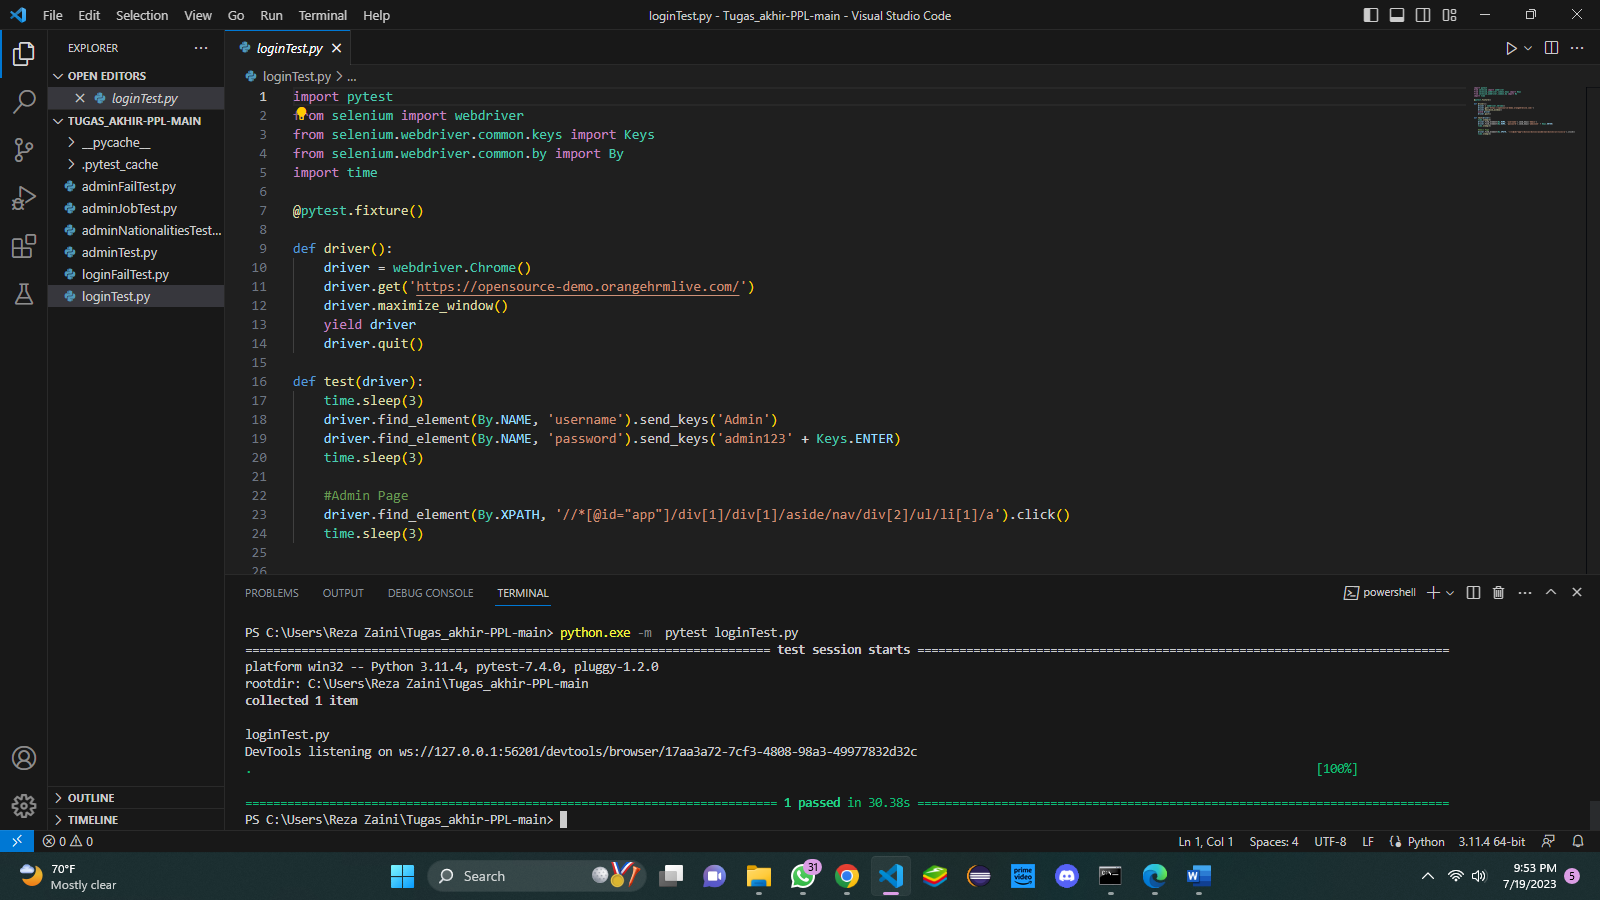 File Edit Selection View Go Run Terminal Help
loginTest.py - Tugas_akhir-PPL-main - Visual Studio Code
EXPLORER
OPEN EDITORS
loginTest.py
TUGAS_AKHIR-PPL-MAIN
__pycache__
.pytest_cache
adminFailTest.py
adminJobTest.py
adminNationalitiesTest...
adminTest.py
loginFailTest.py
loginTest.py
OUTLINE
TIMELINE
loginTest.py
loginTest.py > ...
1 import pytest
2 from selenium import webdriver
3 from selenium.webdriver.common.keys import Keys
4 from selenium.webdriver.common.by import By
5 import time
6
7 @pytest.fixture()
8
9 def driver():
10 driver = webdriver.Chrome()
11 driver.get('https://opensource-demo.orangehrmlive.com/')
12 driver.maximize_window()
13 yield driver
14 driver.quit()
15
16 def test(driver):
17 time.sleep(3)
18 driver.find_element(By.NAME, 'username').send_keys('Admin')
19 driver.find_element(By.NAME, 'password').send_keys('admin123' + Keys.ENTER)
20 time.sleep(3)
21
22 #Admin Page
23 driver.find_element(By.XPATH, '//*[@id="app"]/div[1]/div[1]/aside/nav/div[2]/ul/li[1]/a').click()
24 time.sleep(3)
25
26
PROBLEMS OUTPUT DEBUG CONSOLE TERMINAL
powershell
PS C:\Users\Reza Zaini\Tugas_akhir-PPL-main> python.exe -m  pytest loginTest.py
=========================================================================== test session starts ============================================================================
platform win32 -- Python 3.11.4, pytest-7.4.0, pluggy-1.2.0
rootdir: C:\Users\Reza Zaini\Tugas_akhir-PPL-main
collected 1 item
loginTest.py
DevTools listening on ws://127.0.0.1:56201/devtools/browser/17aa3a72-7cf3-4808-98a3-49977832d32c
. [100%]
============================================================================ 1 passed in 30.38s ============================================================================
PS C:\Users\Reza Zaini\Tugas_akhir-PPL-main>
0 0
Ln 1, Col 1 Spaces: 4 UTF-8 LF Python 3.11.4 64-bit
70°F
Mostly clear
Search
31
prime video
9:53 PM
7/19/2023
5